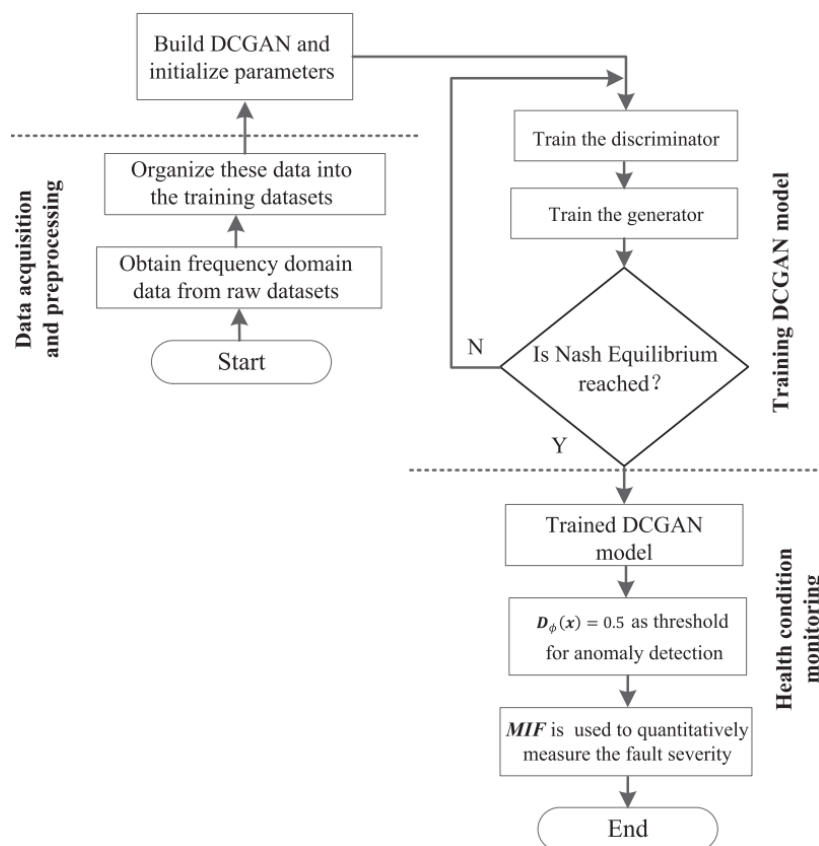 Build DCGAN and
initialize parameters
Organize these data into
the training datasets
Obtain frequency domain
data from raw datasets
Start
Data acquisition
and preprocessing
Train the discriminator
Train the generator
Is Nash Equilibrium
reached?
N
Y
Training DCGAN model
Trained DCGAN
model
𝑫ϕ(𝒙) = 0.5 as threshold
for anomaly detection
MIF is used to quantitatively
measure the fault severity
End
Health condition
monitoring